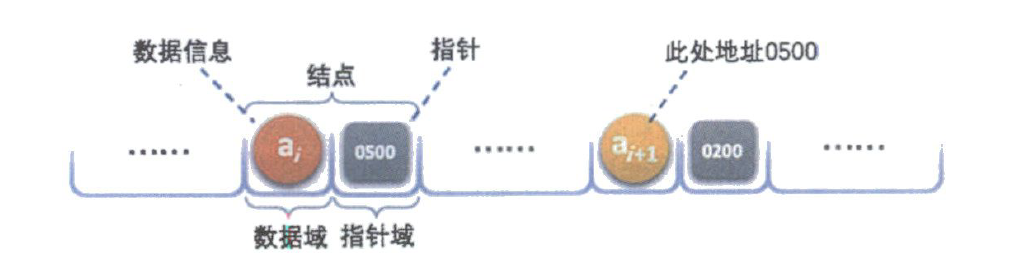 数据信息
指针
此处地址0500
结点
…… aᵢ 0500 …… aᵢ₊₁ 0200 ……
数据域 指针域